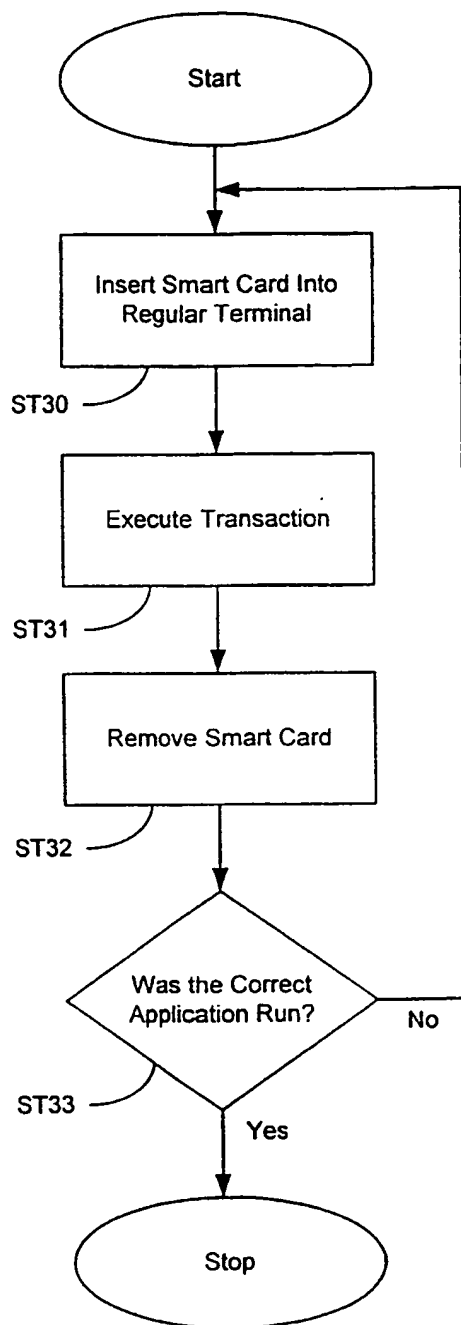 Start
Insert Smart Card Into
Regular Terminal
ST30
Execute Transaction
ST31
Remove Smart Card
ST32
Was the Correct
Application Run?
No
ST33
Yes
Stop